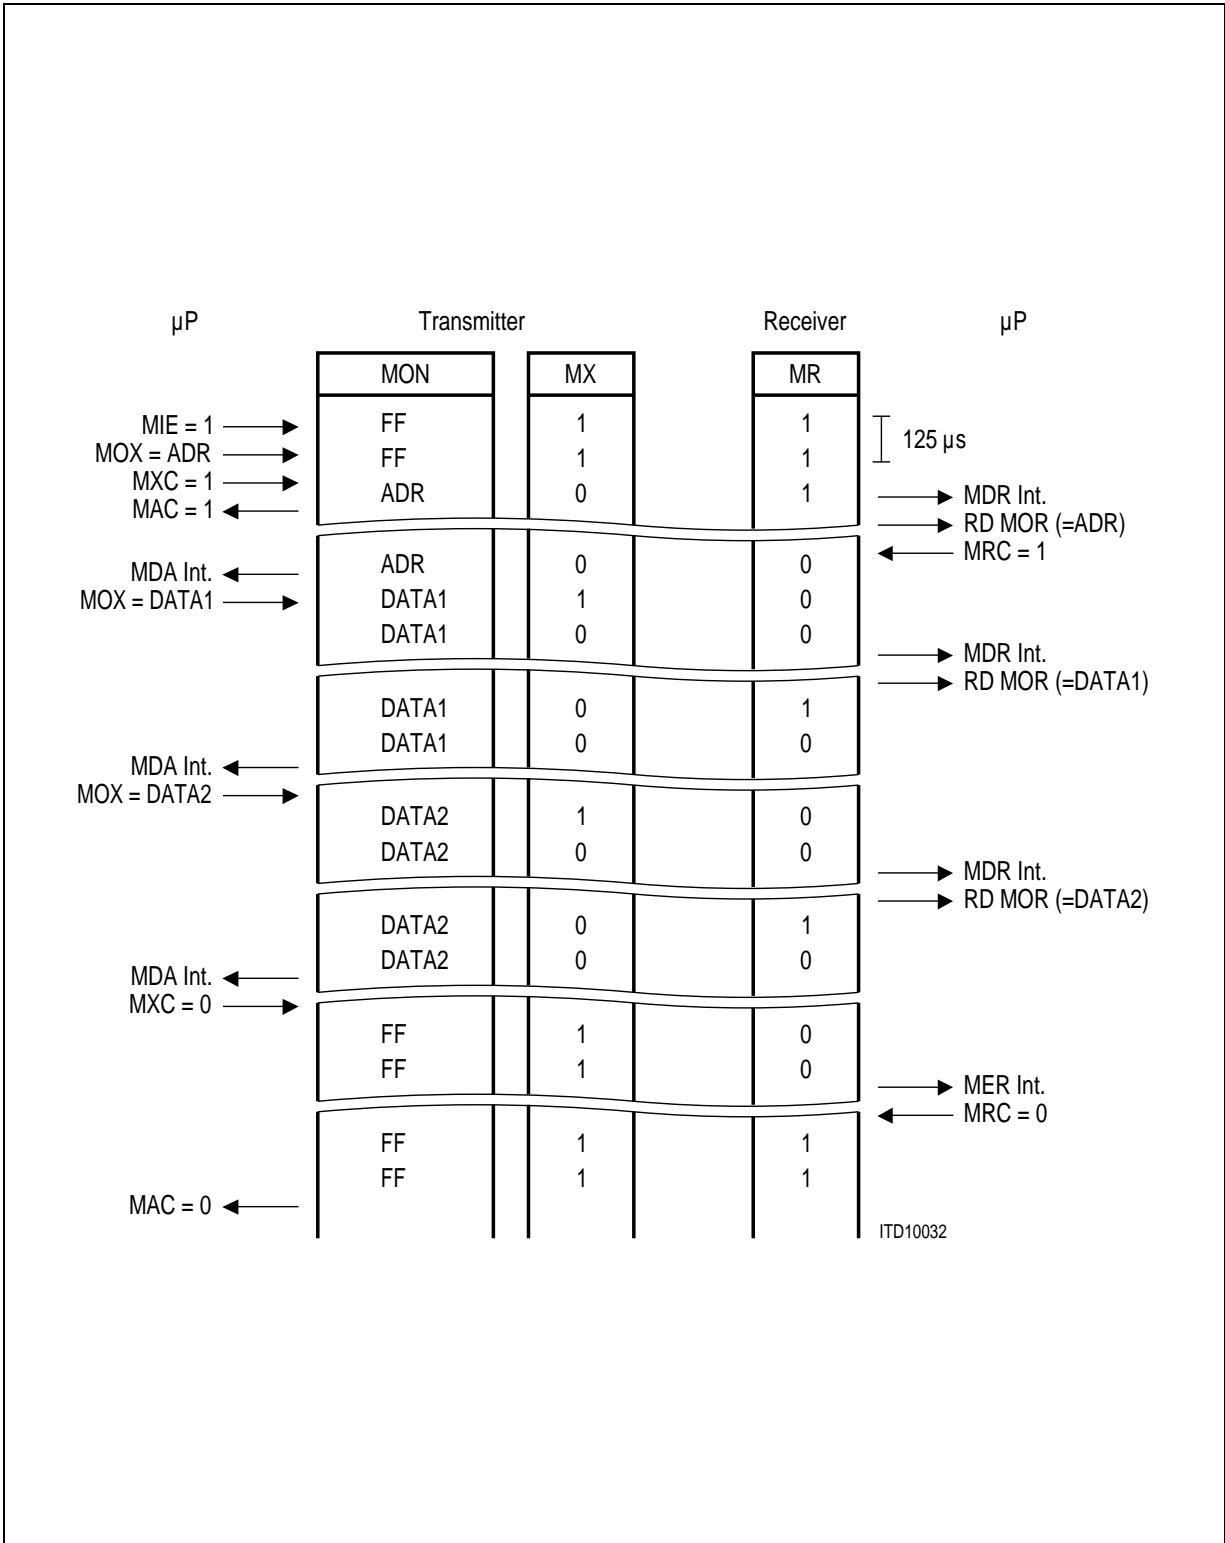 µP Transmitter Receiver µP
MON MX MR
MIE = 1 FF 1 1
125 µs
MOX = ADR FF 1 1
MXC = 1 ADR 0 1 MDR Int.
MAC = 1 RD MOR (=ADR)
MRC = 1
MDA Int. ADR 0 0
MOX = DATA1 DATA1 1 0
DATA1 0 0
MDR Int.
RD MOR (=DATA1)
DATA1 0 1
DATA1 0 0
MDA Int.
MOX = DATA2
DATA2 1 0
DATA2 0 0
MDR Int.
RD MOR (=DATA2)
DATA2 0 1
DATA2 0 0
MDA Int.
MXC = 0
FF 1 0
FF 1 0
MER Int.
MRC = 0
FF 1 1
FF 1 1
MAC = 0
ITD10032